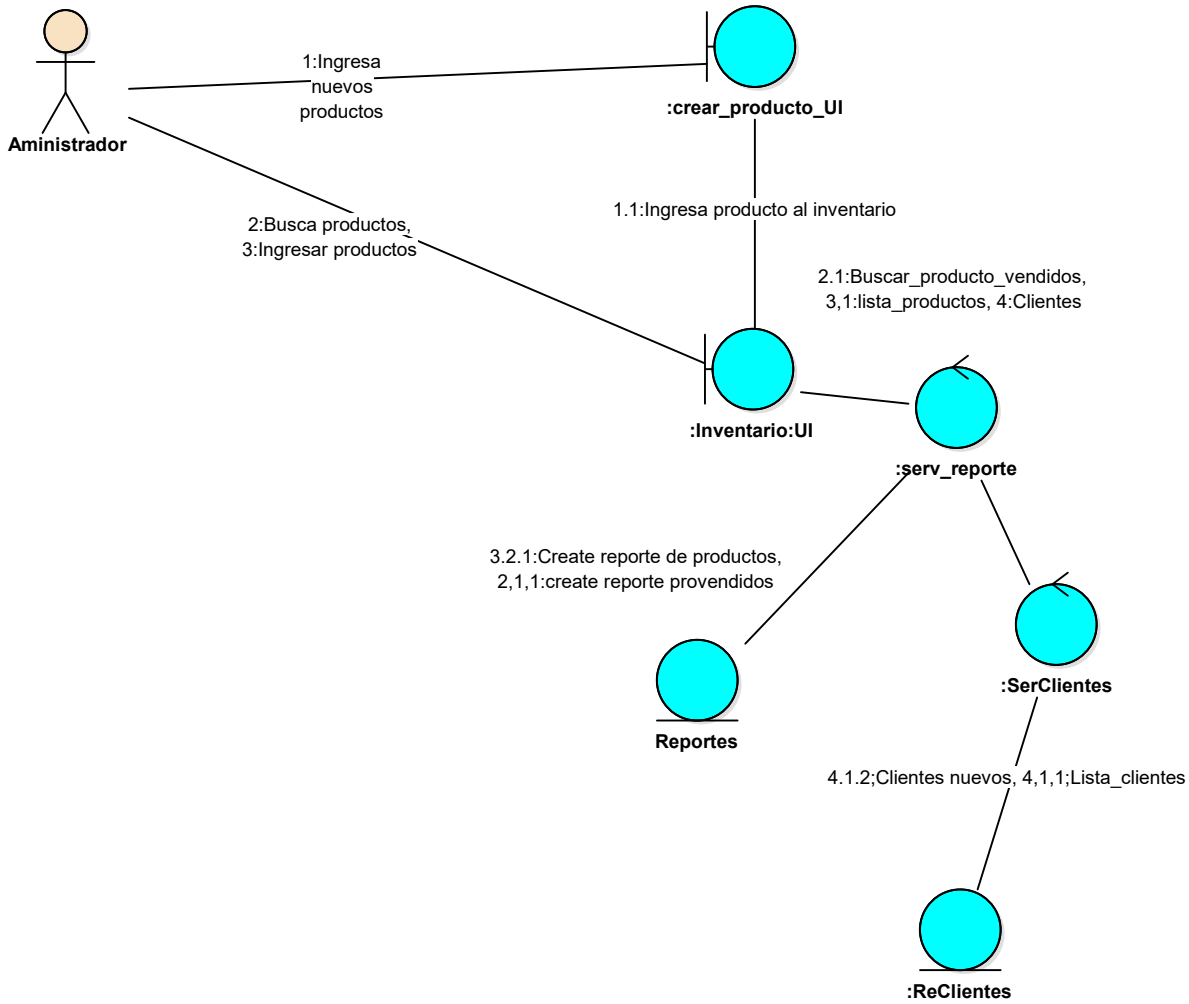 1:Ingresa
nuevos
productos
:crear_producto_UI
Aministrador
1.1:Ingresa producto al inventario
2:Busca productos,
3:Ingresar productos
2.1:Buscar_producto_vendidos,
3,1:lista_productos, 4:Clientes
:Inventario:UI
:serv_reporte
3.2.1:Create reporte de productos,
2,1,1:create reporte provendidos
:SerClientes
Reportes
4.1.2;Clientes nuevos, 4,1,1;Lista_clientes
:ReClientes